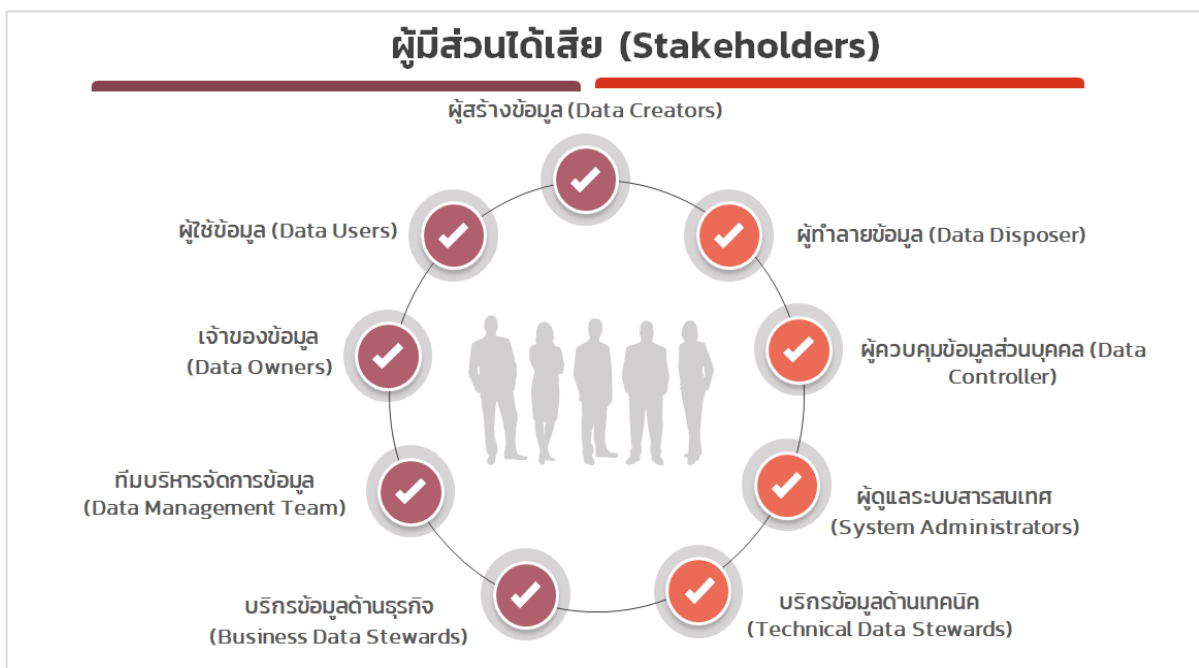 ผู้มีส่วนได้เสีย (Stakeholders)
ผู้สร้างข้อมูล (Data Creators)
ผู้ใช้ข้อมูล (Data Users)
ผู้ทำลายข้อมูล (Data Disposer)
เจ้าของข้อมูล
(Data Owners)
ผู้ควบคุมข้อมูลส่วนบุคคล (Data
Controller)
ทีมบริหารจัดการข้อมูล
(Data Management Team)
ผู้ดูแลระบบสารสนเทศ
(System Administrators)
บริกรข้อมูลด้านธุรกิจ
(Business Data Stewards)
บริกรข้อมูลด้านเทคนิค
(Technical Data Stewards)